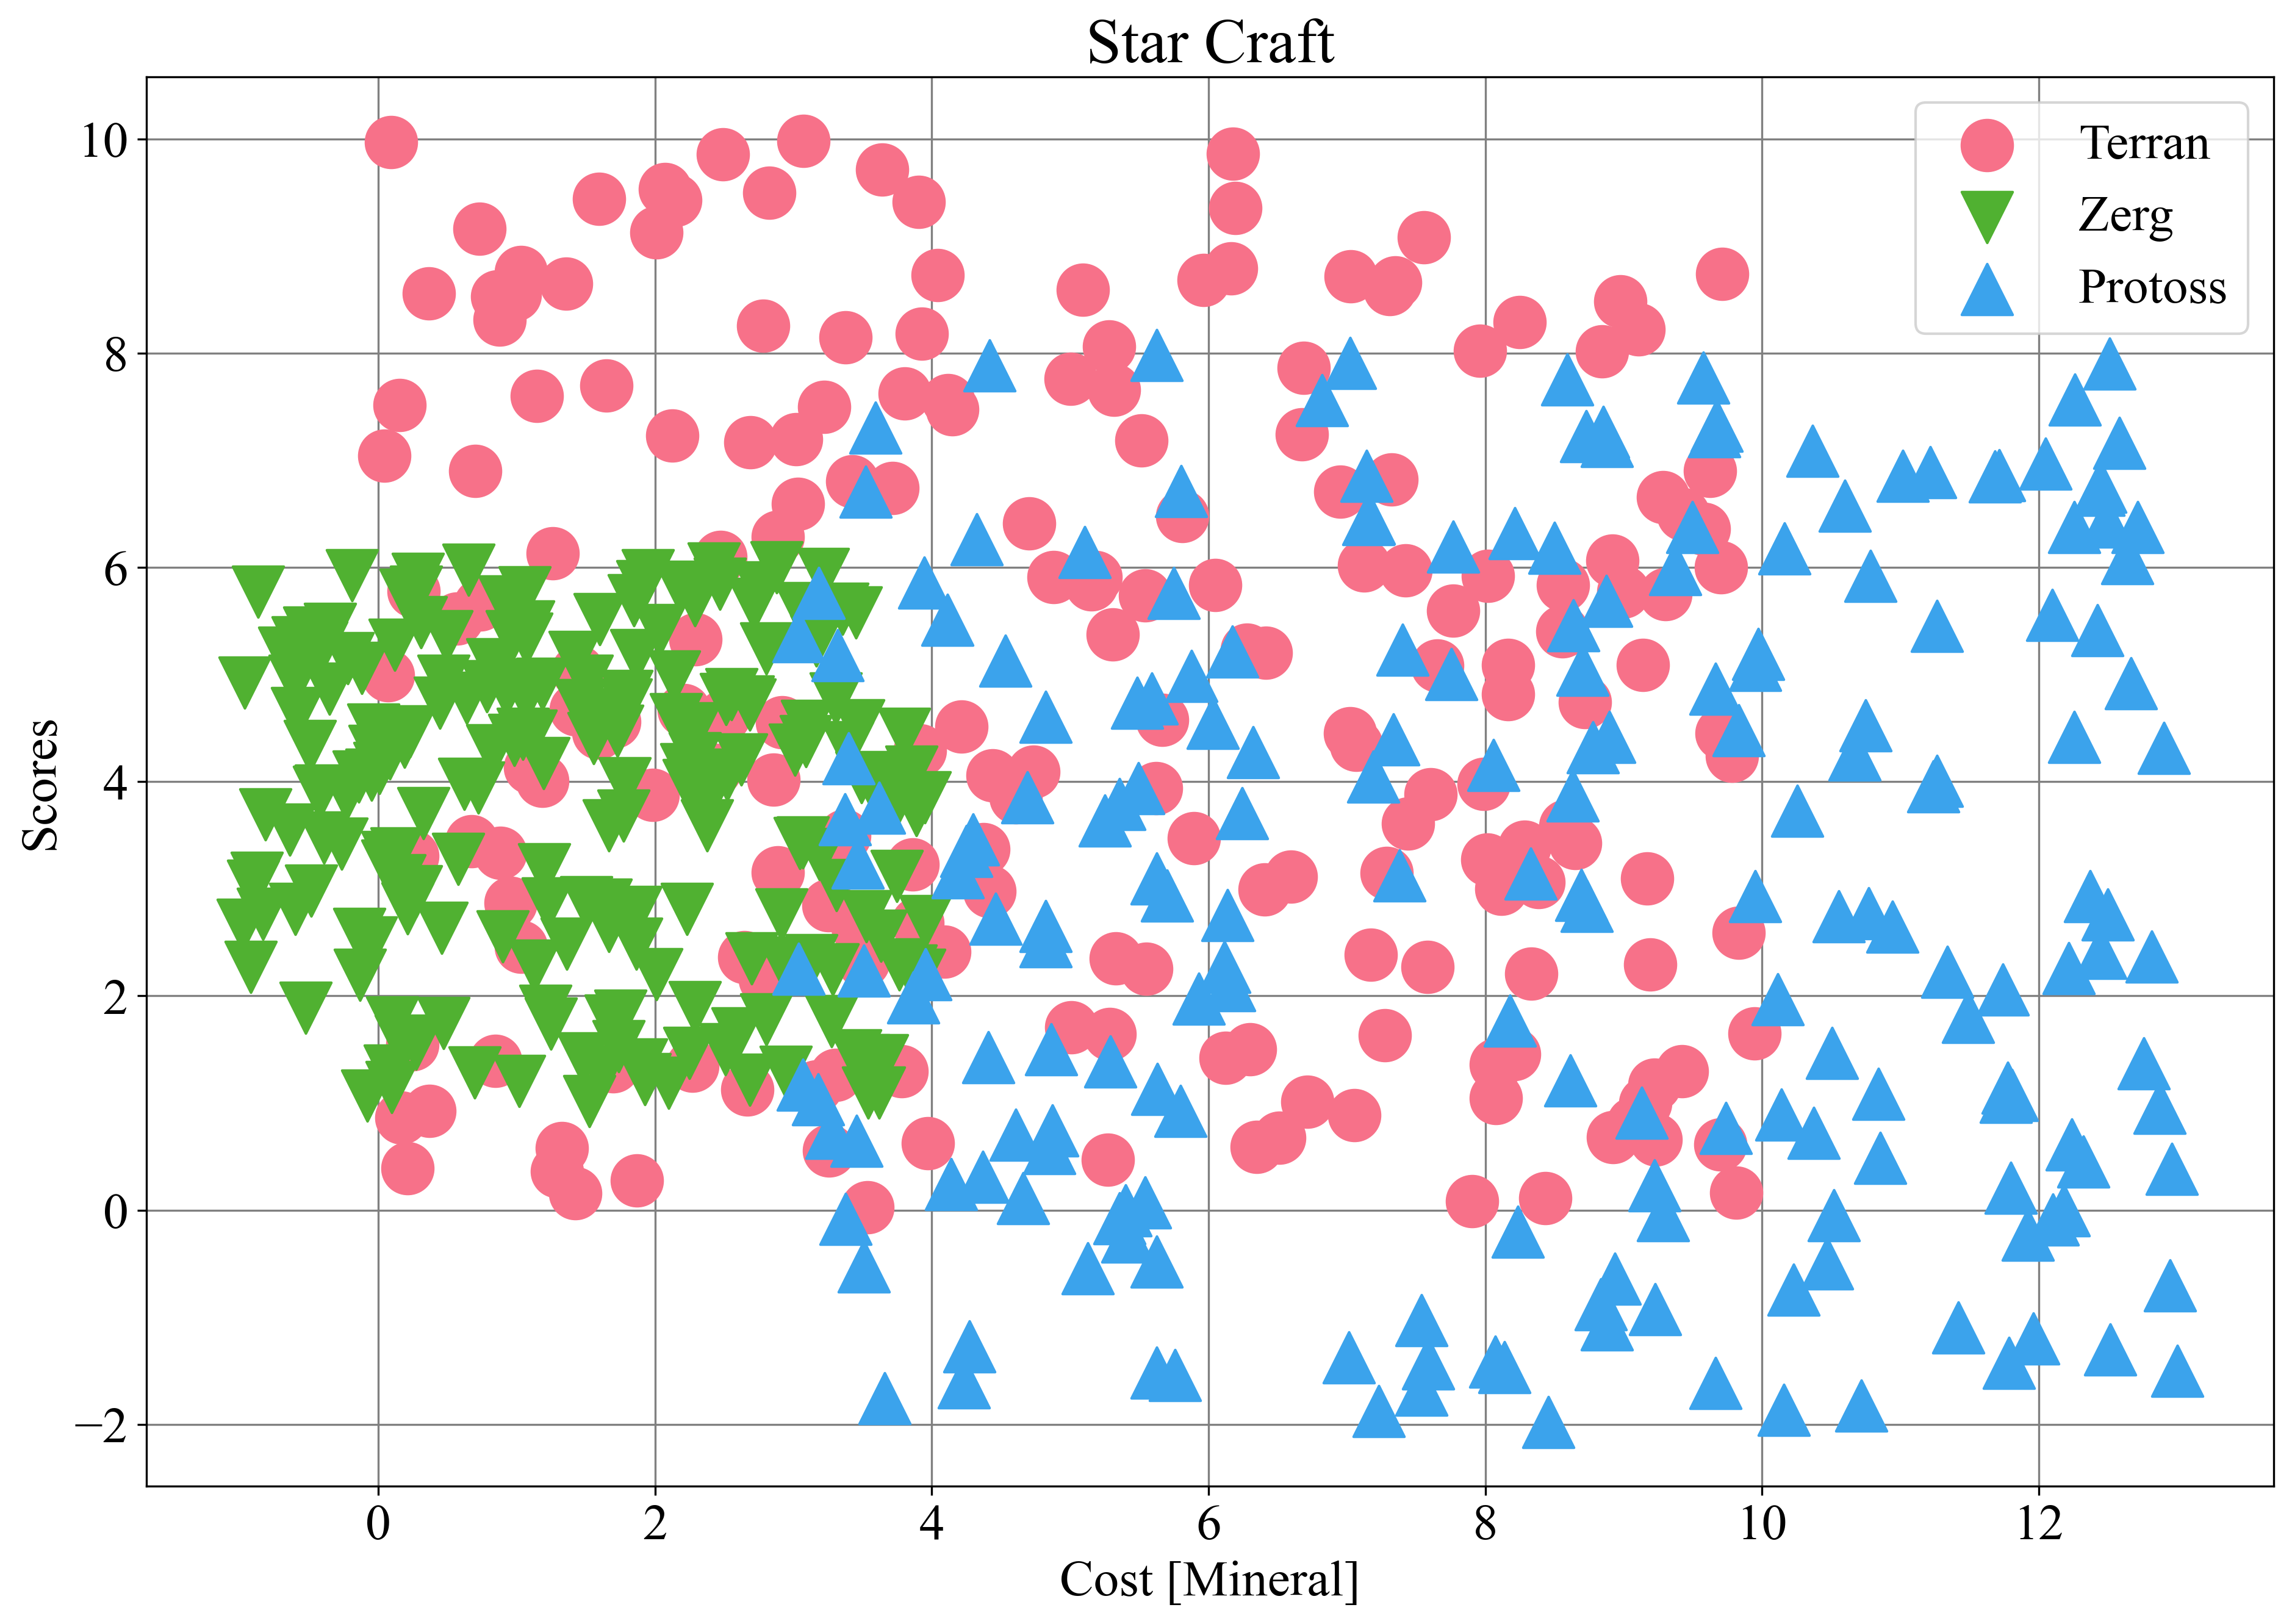 Star Craft
Terran
Zerg
Protoss
10
8
6
4
2
0
−2
Scores
0 2 4 6 8 10 12
Cost [Mineral]